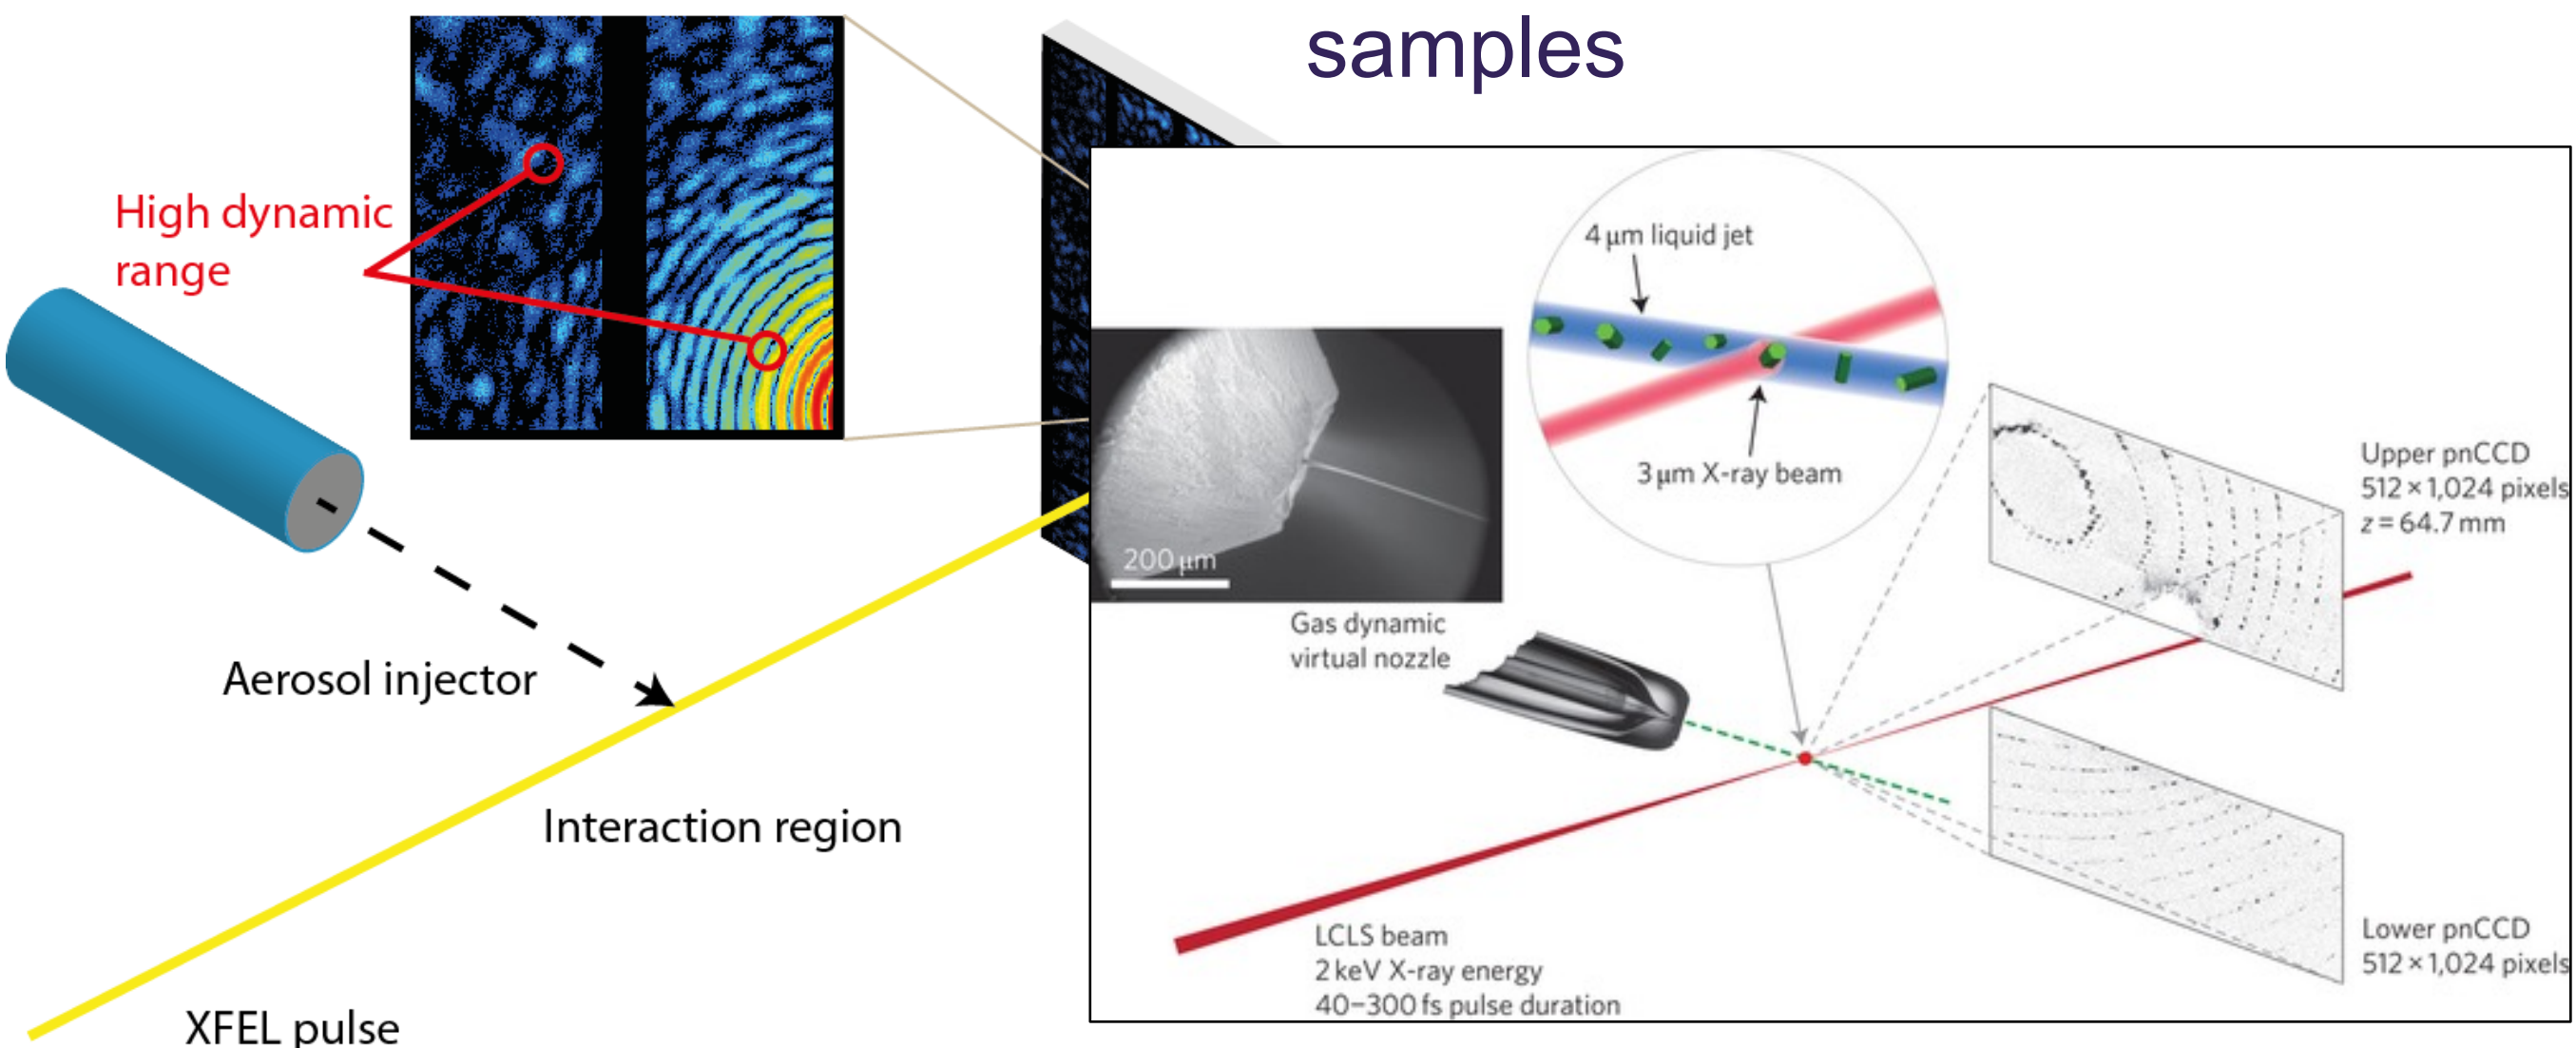 samples
High dynamic
range
Aerosol injector
Interaction region
XFEL pulse
4 μm liquid jet
3 μm X-ray beam
200 μm
Gas dynamic
virtual nozzle
Upper pnCCD
512 × 1,024 pixels
z = 64.7 mm
LCLS beam
2 keV X-ray energy
40–300 fs pulse duration
Lower pnCCD
512 × 1,024 pixels